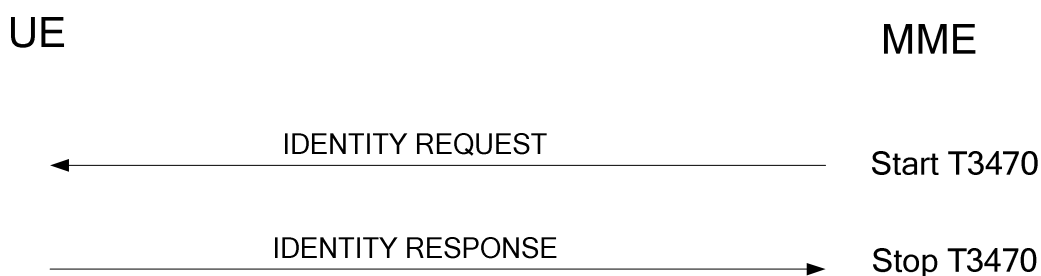 UE
MME
IDENTITY REQUEST
Start T3470
IDENTITY RESPONSE
Stop T3470